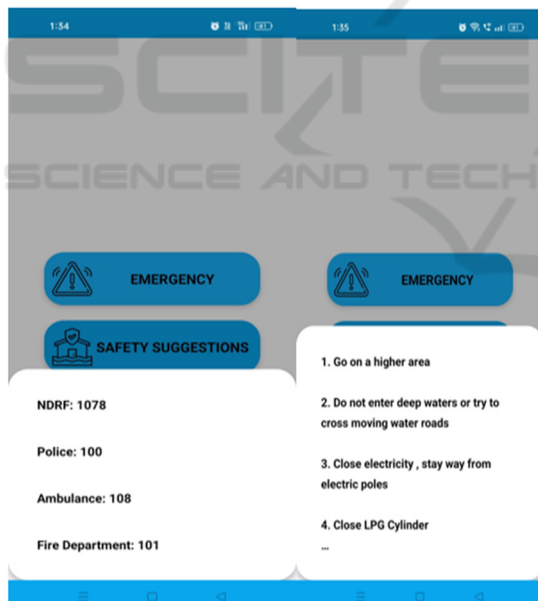 1:34
EMERGENCY
SAFETY SUGGESTIONS
NDRF: 1078
Police: 100
Ambulance: 108
Fire Department: 101
1:35
EMERGENCY
1. Go on a higher area
2. Do not enter deep waters or try to
cross moving water roads
3. Close electricity , stay way from
electric poles
4. Close LPG Cylinder
...
SCITE
SCIENCE AND TECH